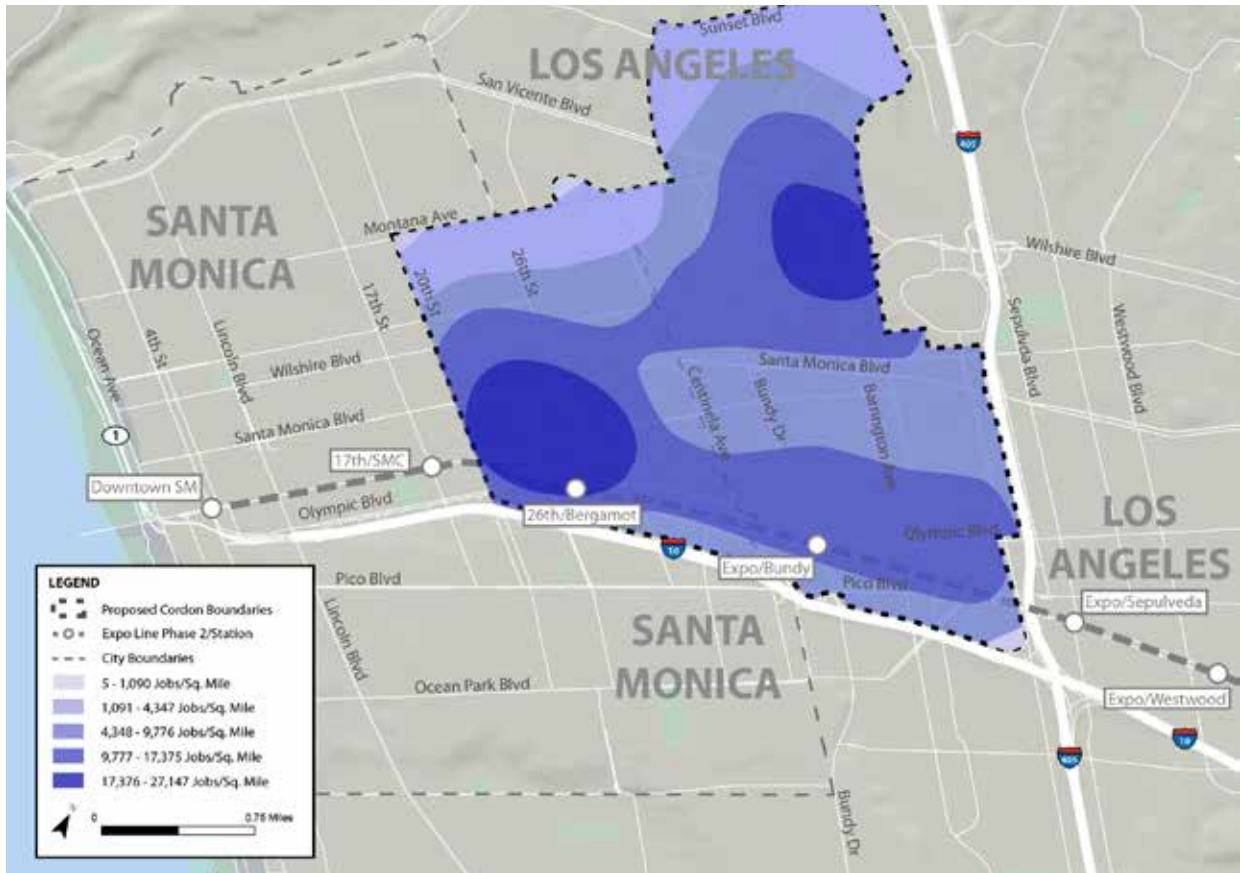 Sunset Blvd
LOS ANGELES
San Vicente Blvd
405
SANTA
MONICA
Montana Ave
26th St
20th St
17th St
Wilshire Blvd
Ocean Ave
4th St
Lincoln Blvd
Wilshire Blvd
Sepulvda Blvd
Westwood Blvd
Santa Monica Blvd
Centinela Ave
Bundy Dr
Barrington Ave
Santa Monica Blvd
1
17th/SMC
Downtown SM
Olympic Blvd
26th/Bergamot
Olympic Blvd
LOS
ANGELES
10
Expo/Bundy
Pico Blvd
Pico Blvd
Expo/Sepulveda
SANTA
MONICA
Lincoln Blvd
Ocean Park Blvd
Expo/Westwood
10
405
Bundy Dr
LEGEND
Proposed Cordon Boundaries
Expo Line Phase 2/Station
City Boundaries
5 - 1,090 Jobs/Sq. Mile
1,091 - 4,347 Jobs/Sq. Mile
4,348 - 9,776 Jobs/Sq. Mile
9,777 - 17,375 Jobs/Sq. Mile
17,376 - 27,147 Jobs/Sq. Mile
0 0.75 Miles